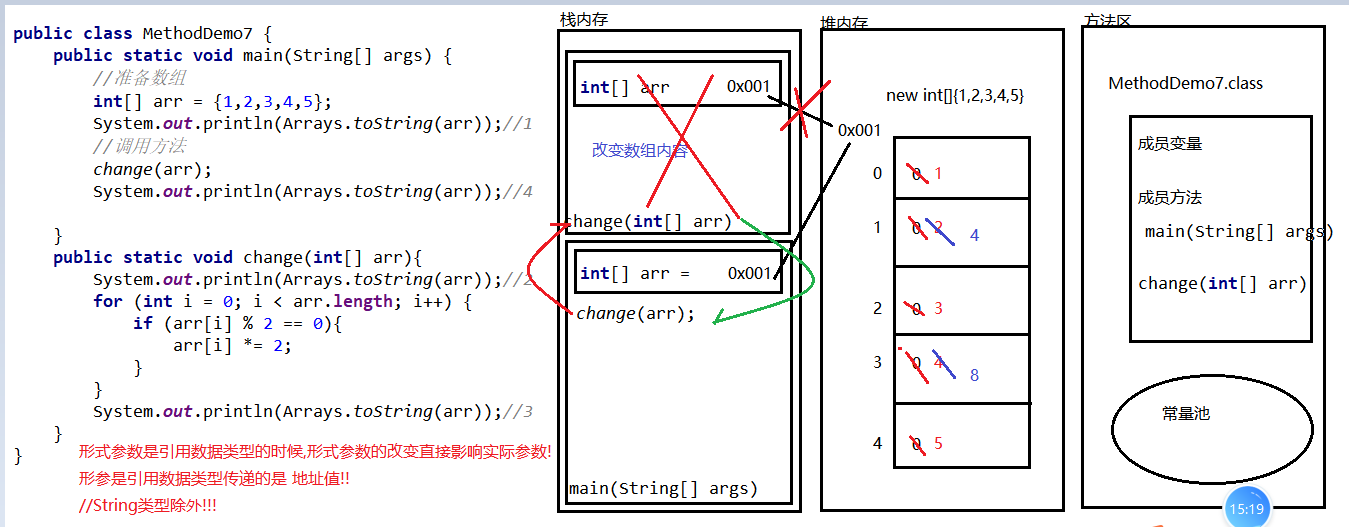 public class MethodDemo7 {
public static void main(String[] args) {
//准备数组
int[] arr = {1,2,3,4,5};
System.out.println(Arrays.toString(arr));//1
//调用方法
change(arr);
System.out.println(Arrays.toString(arr));//4
}
public static void change(int[] arr){
System.out.println(Arrays.toString(arr));//2
for (int i = 0; i < arr.length; i++) {
if (arr[i] % 2 == 0){
arr[i] *= 2;
}
}
System.out.println(Arrays.toString(arr));//3
}
}
形式参数是引用数据类型的时候,形式参数的改变直接影响实际参数!
形参是引用数据类型传递的是 地址值!!
//String类型除外!!!
栈内存
int[] arr 0x001
改变数组内容
change(int[] arr)
int[] arr = 0x001
change(arr);
main(String[] args)
堆内存
new int[]{1,2,3,4,5}
0x001
0 0 1
1 0 2 4
2 0 3
3 0 4 8
4 0 5
方法区
MethodDemo7.class
成员变量
成员方法
main(String[] args)
change(int[] arr)
常量池
15:19